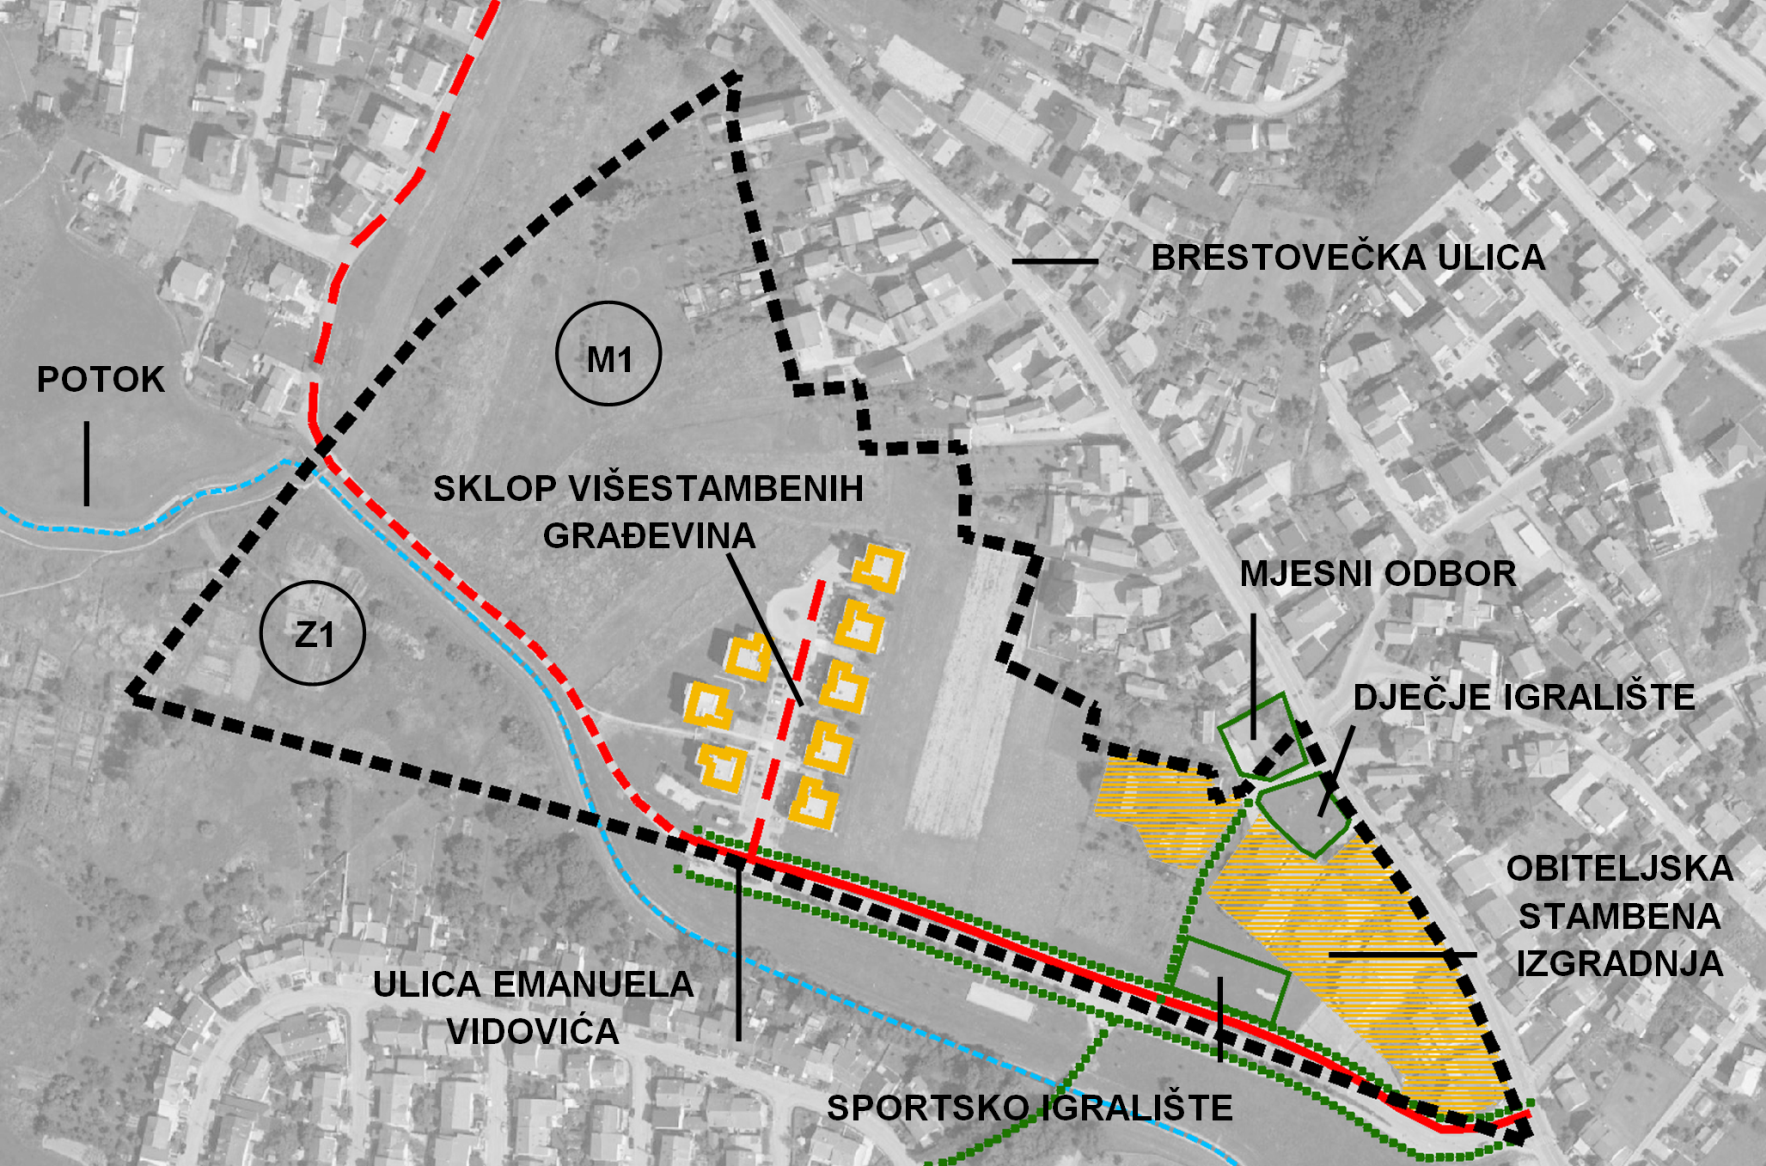 BRESTOVEČKA ULICA
M1
POTOK
SKLOP VIŠESTAMBENIH
GRAĐEVINA
MJESNI ODBOR
Z1
DJEČJE IGRALIŠTE
OBITELJSKA
STAMBENA
IZGRADNJA
ULICA EMANUELA
VIDOVIĆA
SPORTSKO IGRALIŠTE